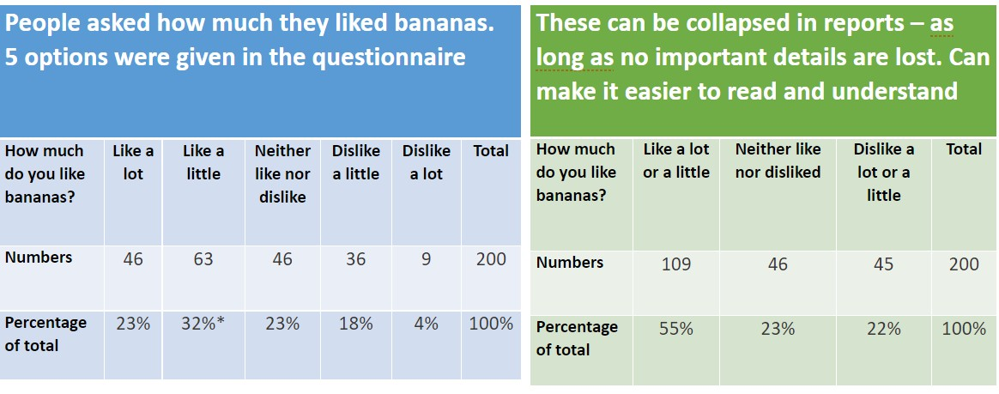 People asked how much they liked bananas.
5 options were given in the questionnaire
How much do you like bananas? Like a lot Like a little Neither like nor dislike Dislike a little Dislike a lot Total
Numbers 46 63 46 36 9 200
Percentage of total 23% 32%* 23% 18% 4% 100%
These can be collapsed in reports – as
long as no important details are lost. Can
make it easier to read and understand
How much do you like bananas? Like a lot or a little Neither like nor disliked Dislike a lot or a little Total
Numbers 109 46 45 200
Percentage of total 55% 23% 22% 100%